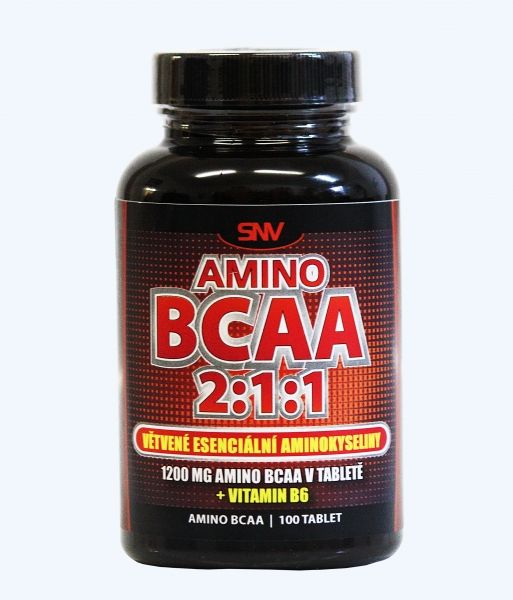 SNV
AMINO
BCAA
2:1:1
VĚTVENÉ ESENCIÁLNÍ AMINOKYSELINY
1200 MG AMINO BCAA V TABLETĚ
+ VITAMIN B6
AMINO BCAA | 100 TABLET